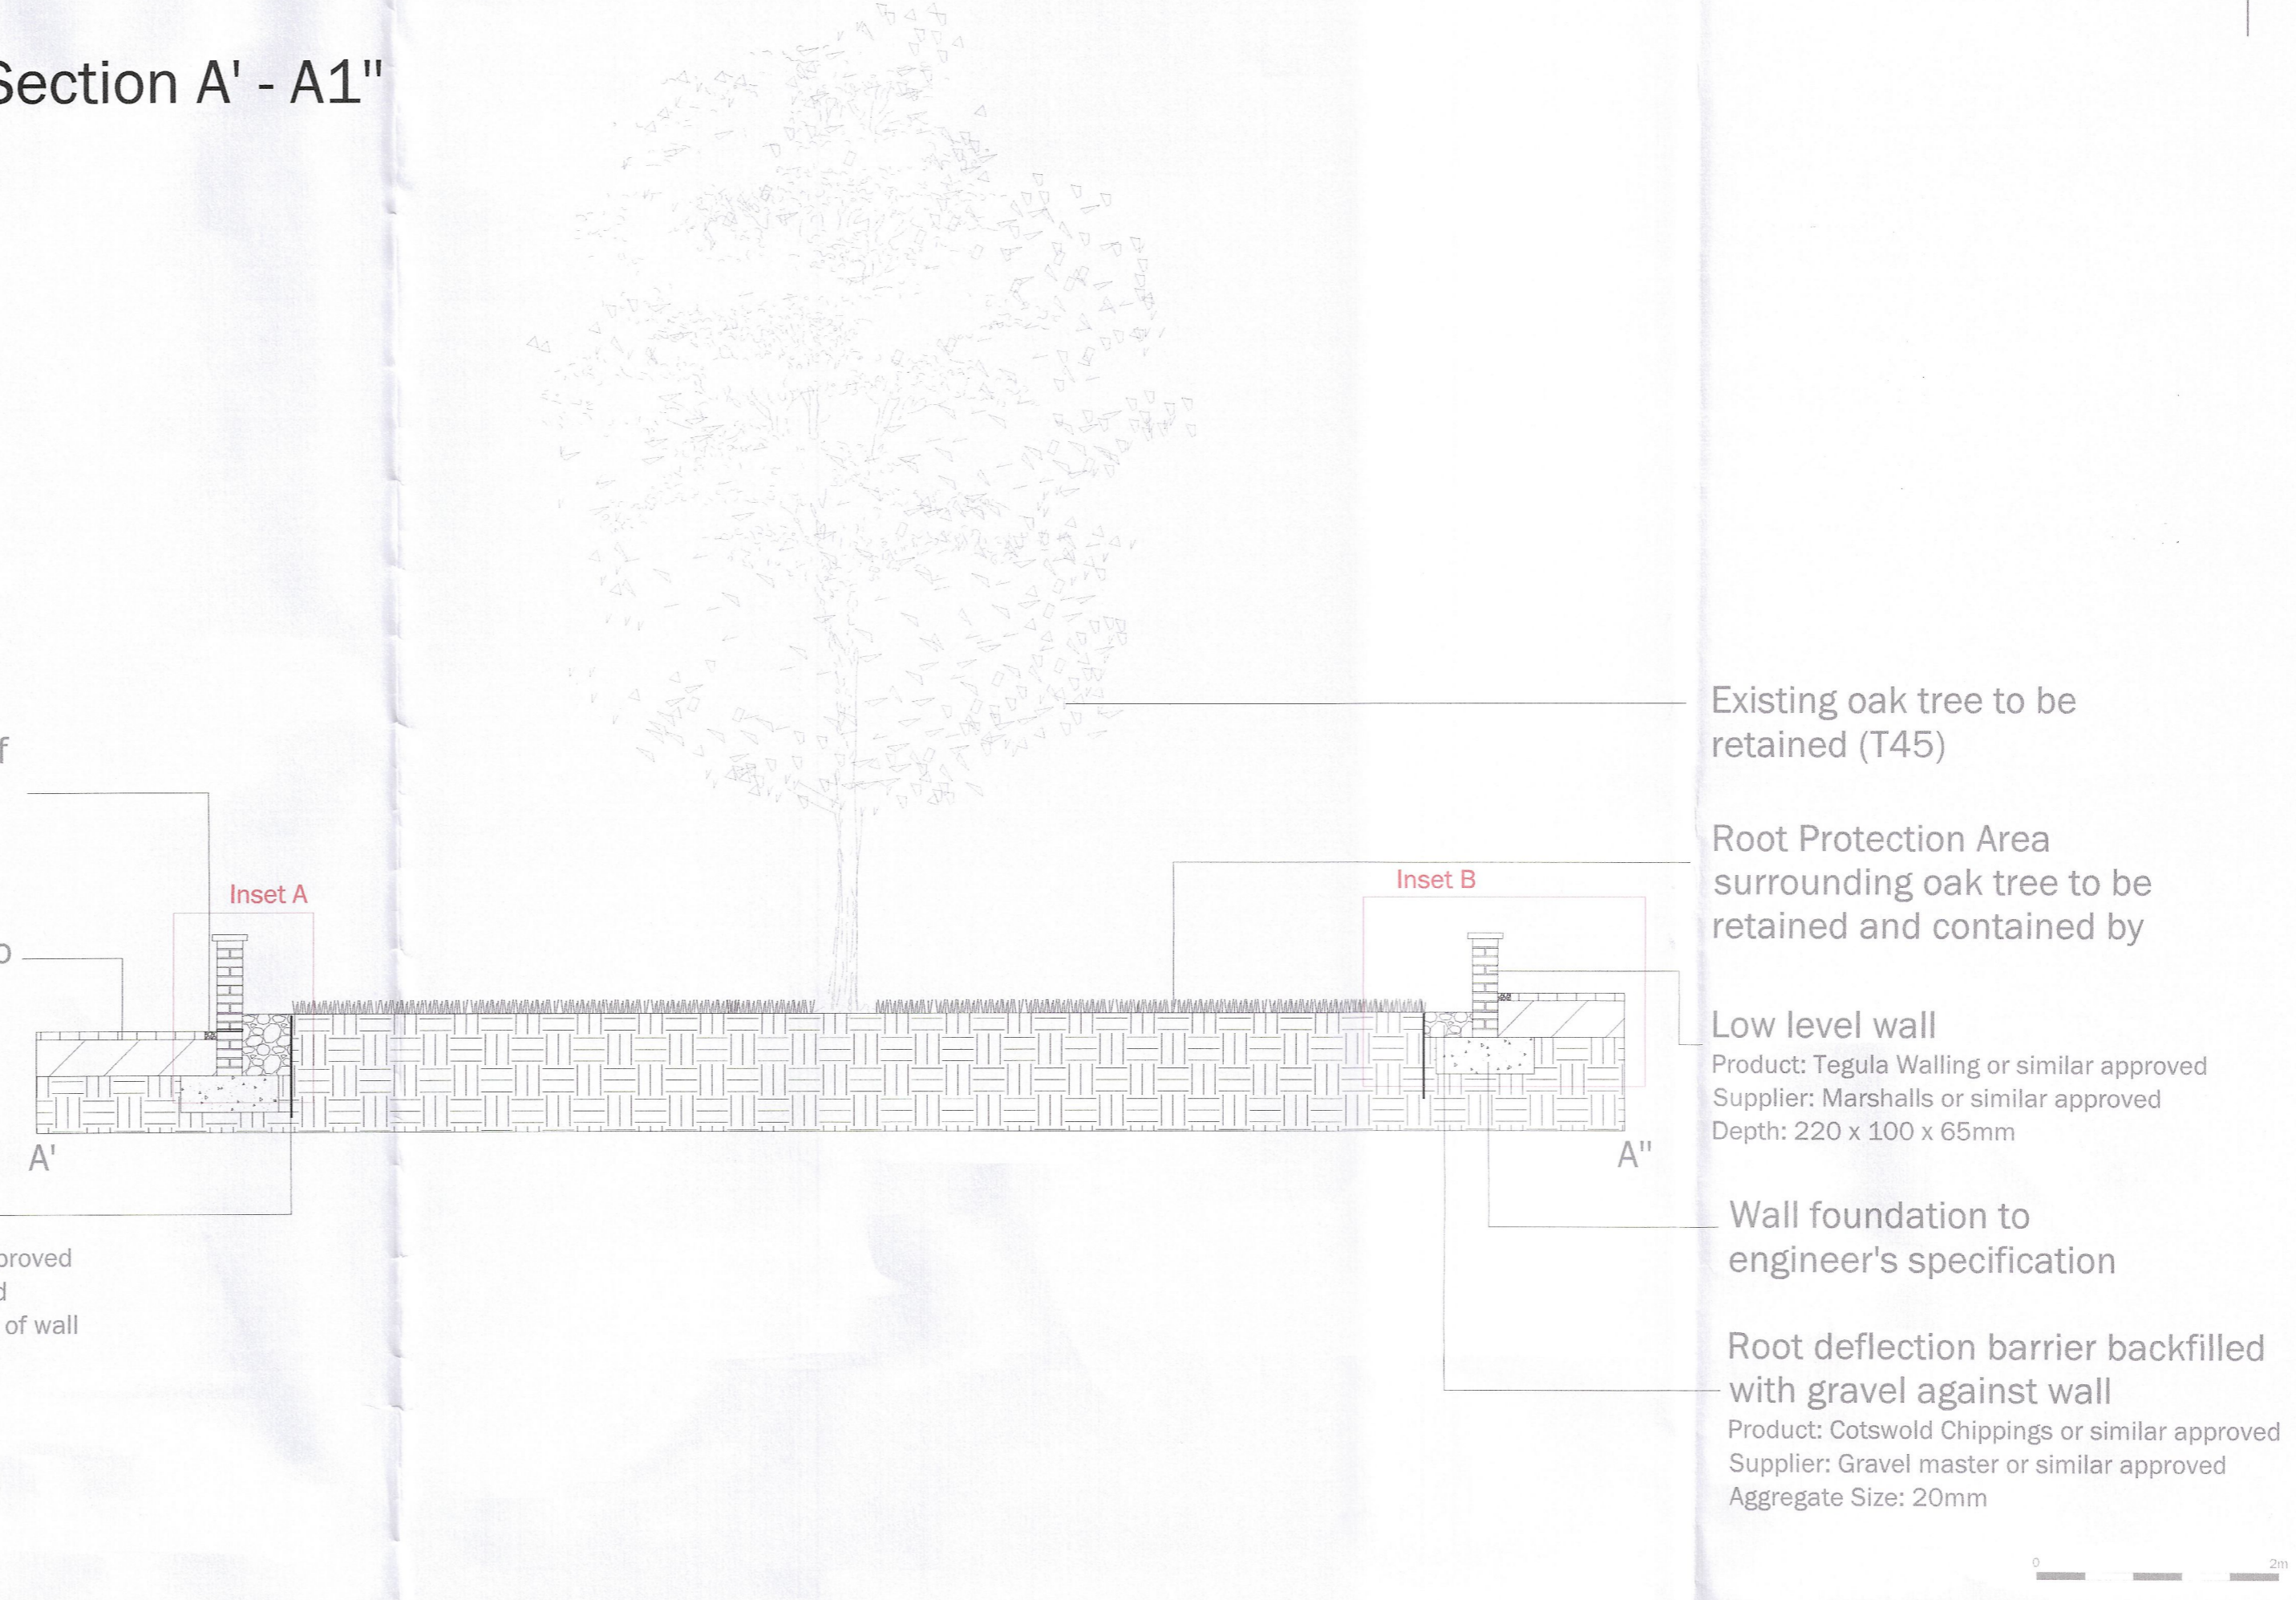 Section A' - A1"
Inset A
Inset B
Existing oak tree to be
retained (T45)
Root Protection Area
surrounding oak tree to be
retained and contained by
Low level wall
Product: Tegula Walling or similar approved
Supplier: Marshalls or similar approved
Depth: 220 x 100 x 65mm
A'
A"
Wall foundation to
engineer's specification
of wall
Root deflection barrier backfilled
with gravel against wall
Product: Cotswold Chippings or similar approved
Supplier: Gravel master or similar approved
Aggregate Size: 20mm
0 2m